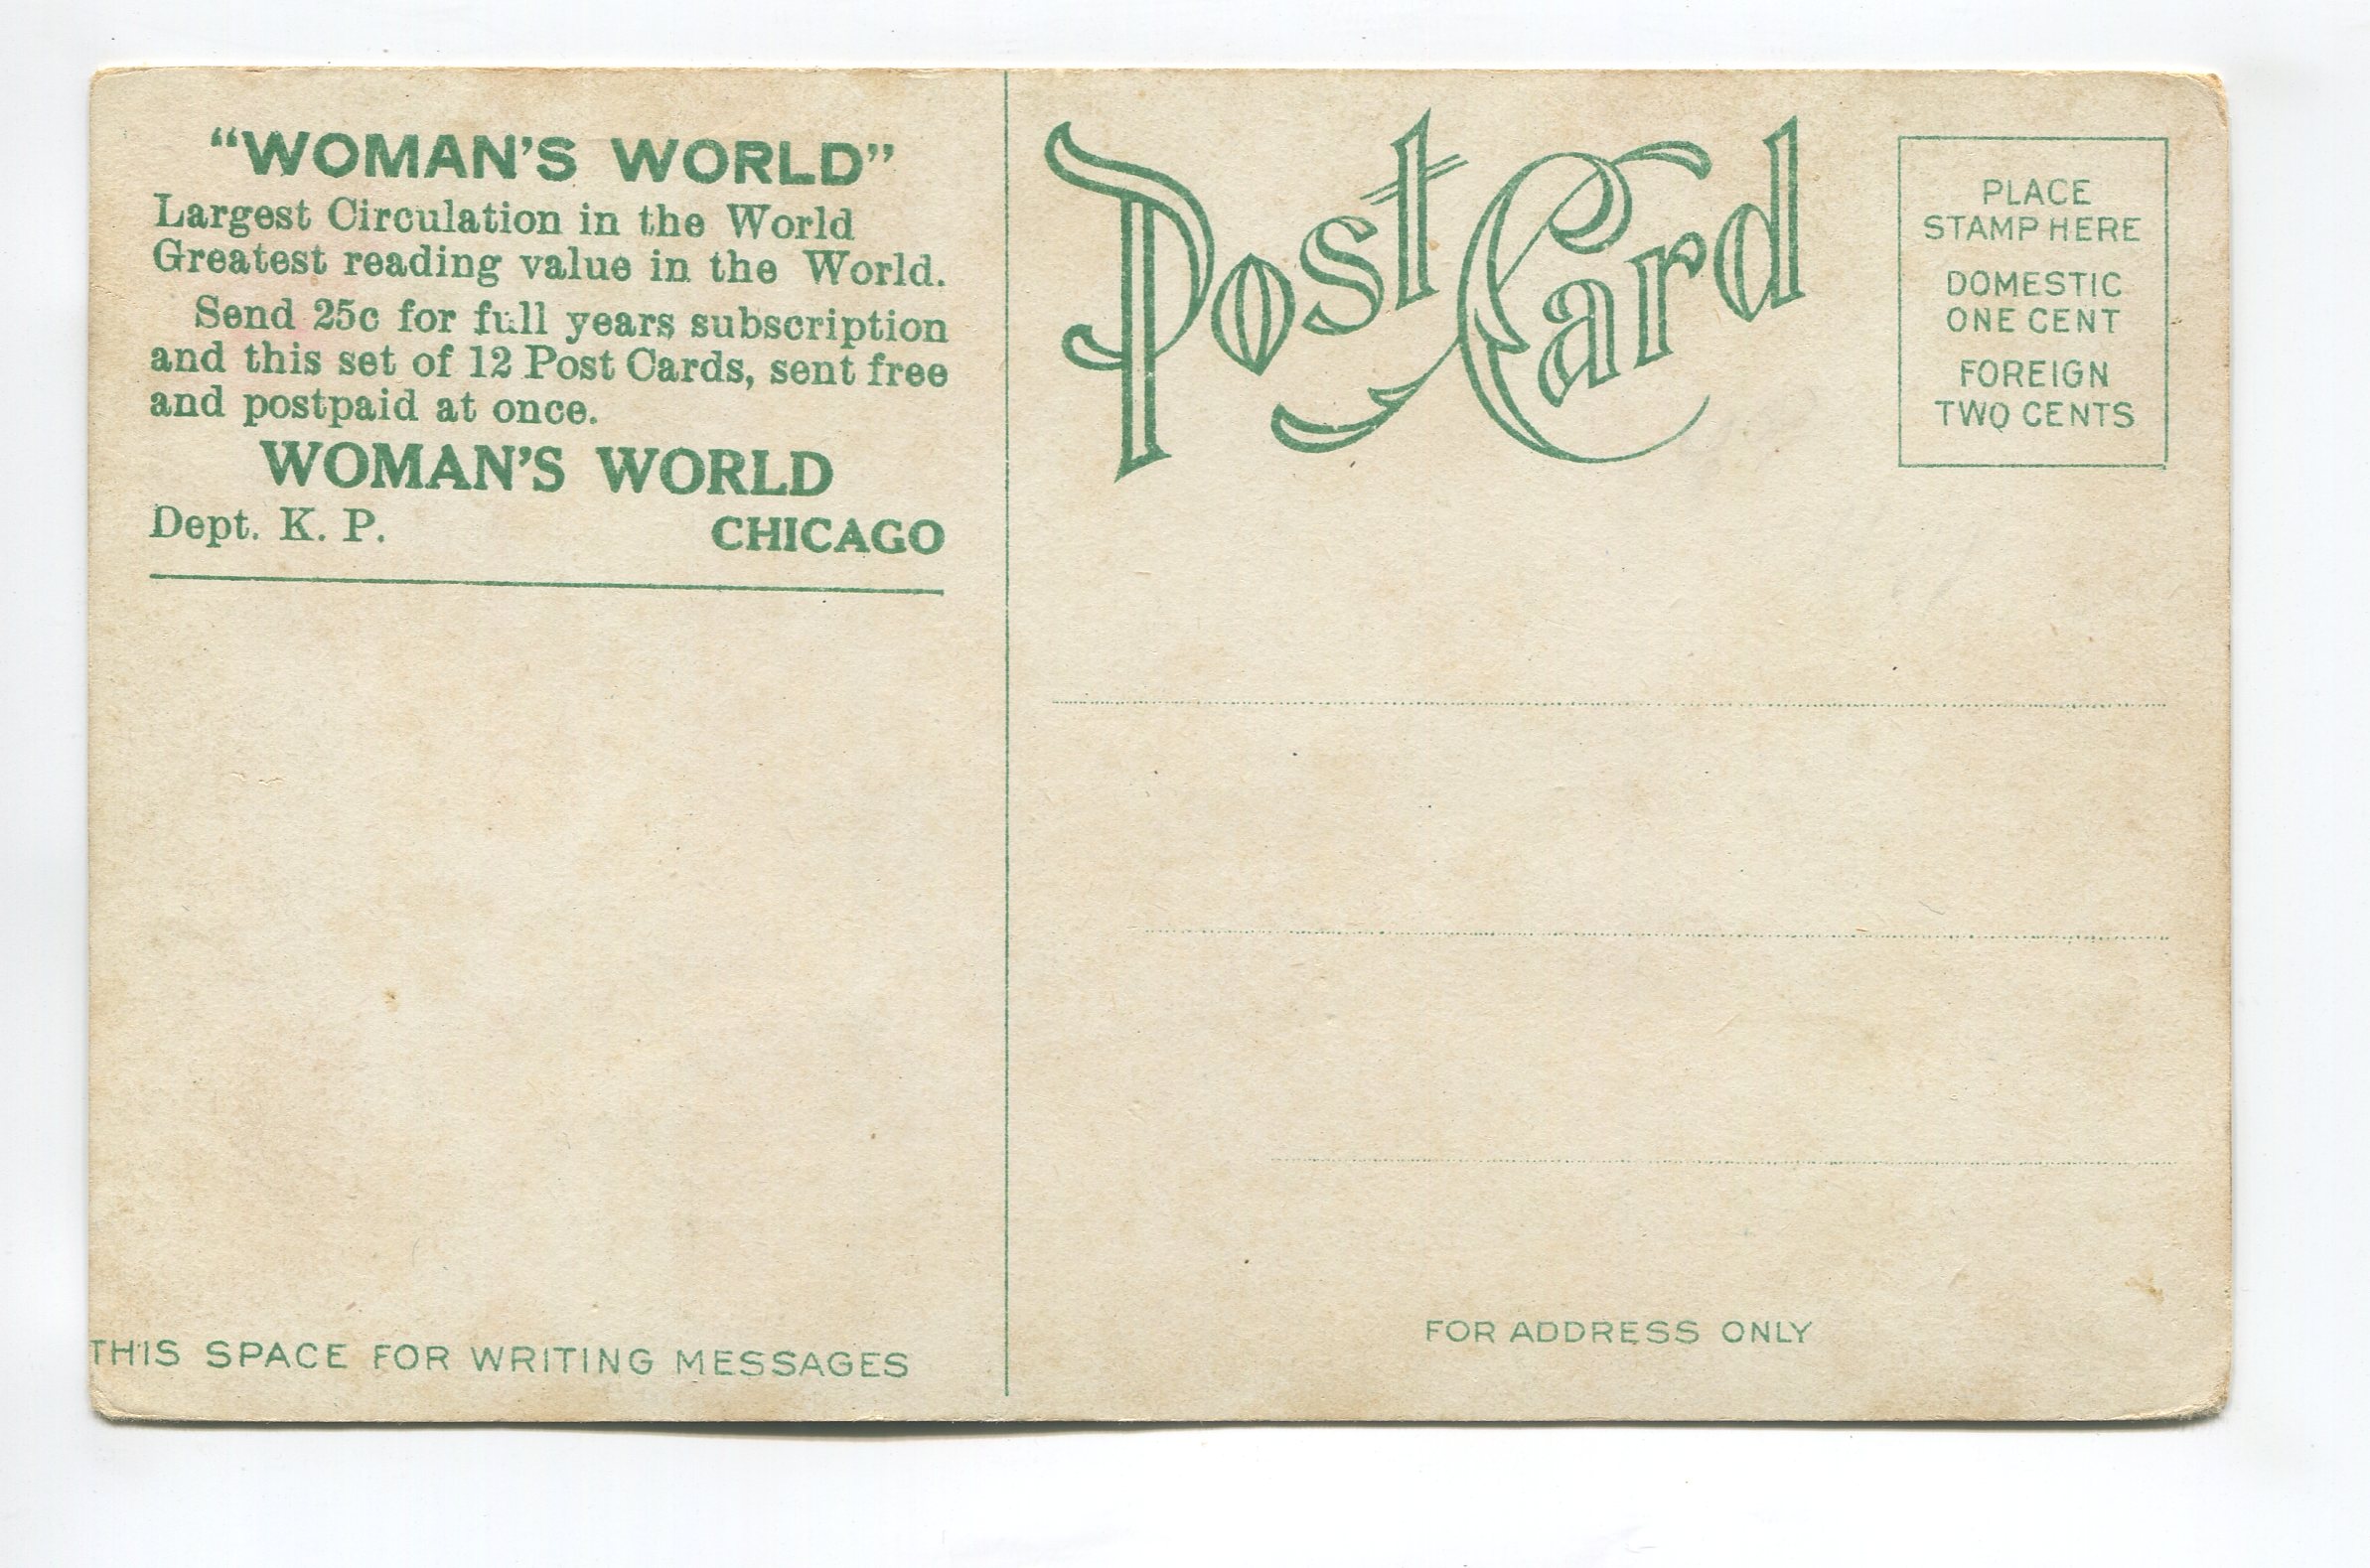 “WOMAN’S WORLD”
Largest Circulation in the World
Greatest reading value in the World.
Send 25c for full years subscription
and this set of 12 Post Cards, sent free
and postpaid at once.
WOMAN’S WORLD
Dept. K. P. CHICAGO
THIS SPACE FOR WRITING MESSAGES
Post Card
PLACE
STAMP HERE
DOMESTIC
ONE CENT
FOREIGN
TWO CENTS
FOR ADDRESS ONLY